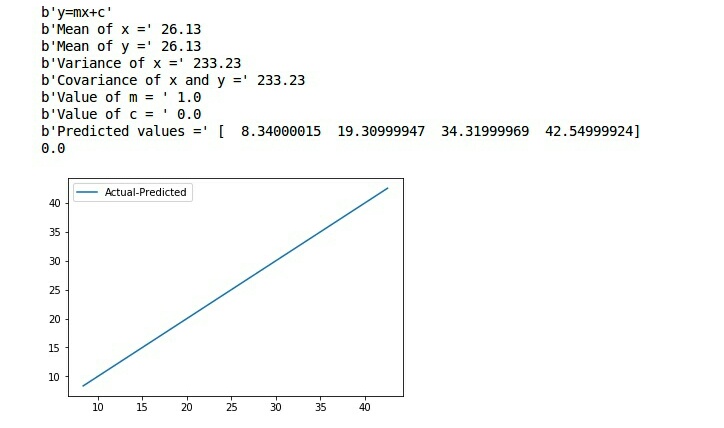 b'y=mx+c'
b'Mean of x =' 26.13
b'Mean of y =' 26.13
b'Variance of x =' 233.23
b'Covariance of x and y =' 233.23
b'Value of m = ' 1.0
b'Value of c = ' 0.0
b'Predicted values =' [  8.34000015  19.30999947  34.31999969  42.54999924]
0.0
Actual-Predicted
40
35
30
25
20
15
10
10 15 20 25 30 35 40